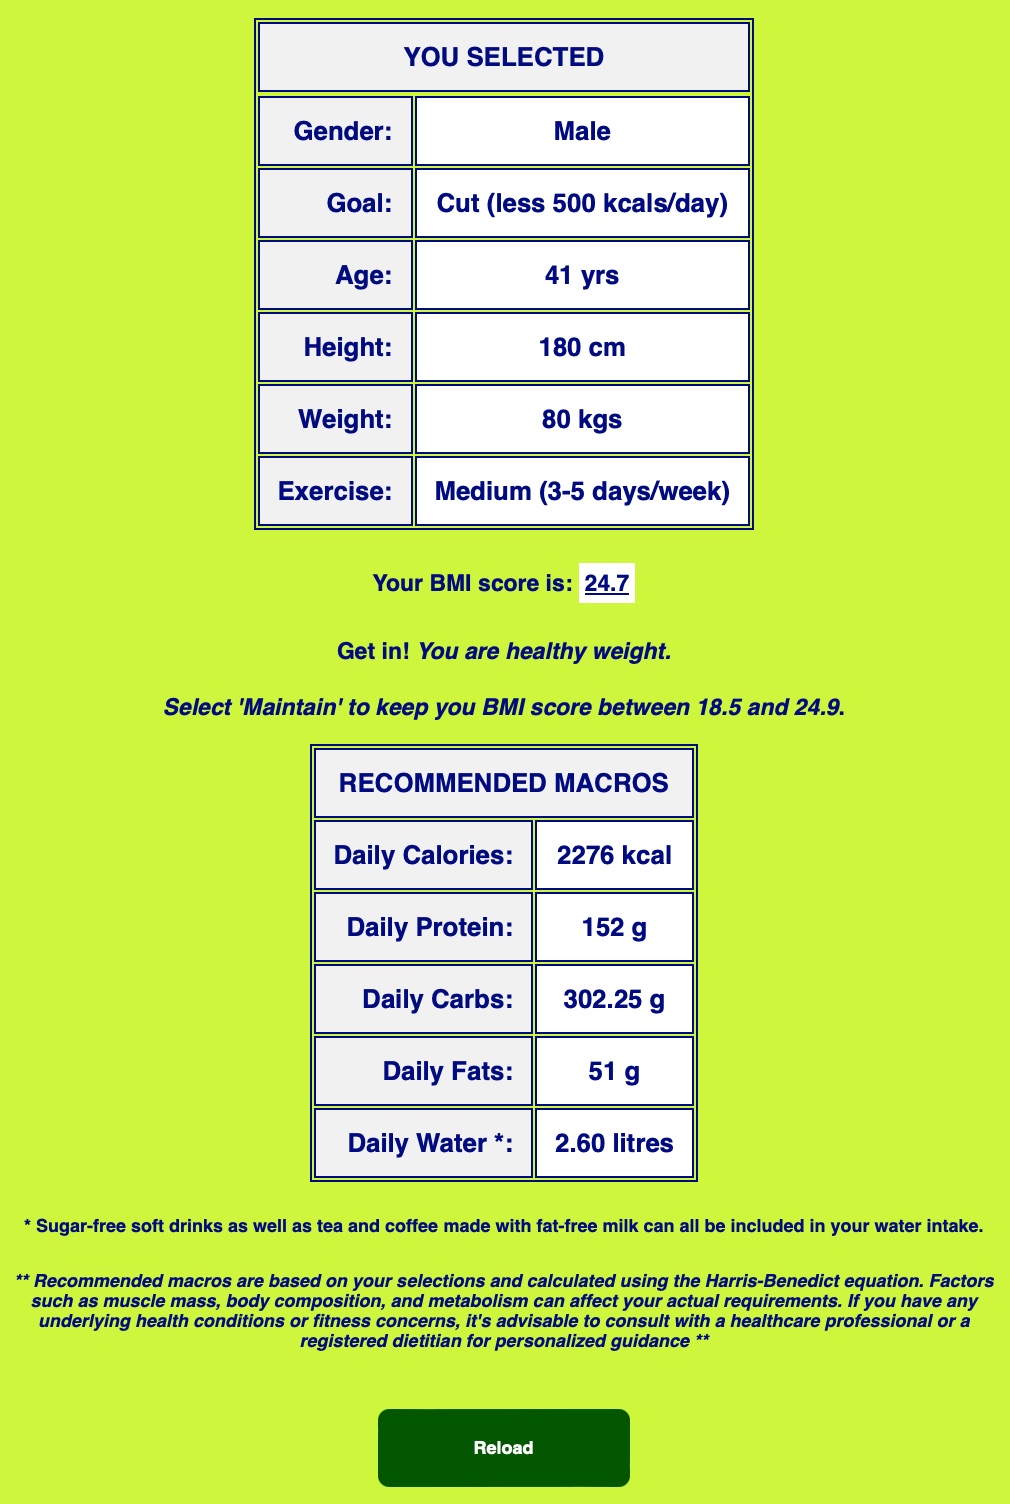 YOU SELECTED
Gender: Male
Goal: Cut (less 500 kcals/day)
Age: 41 yrs
Height: 180 cm
Weight: 80 kgs
Exercise: Medium (3-5 days/week)
Your BMI score is: 24.7
Get in! You are healthy weight.
Select 'Maintain' to keep you BMI score between 18.5 and 24.9.
RECOMMENDED MACROS
Daily Calories: 2276 kcal
Daily Protein: 152 g
Daily Carbs: 302.25 g
Daily Fats: 51 g
Daily Water *: 2.60 litres
* Sugar-free soft drinks as well as tea and coffee made with fat-free milk can all be included in your water intake.
** Recommended macros are based on your selections and calculated using the Harris-Benedict equation. Factors
such as muscle mass, body composition, and metabolism can affect your actual requirements. If you have any
underlying health conditions or fitness concerns, it's advisable to consult with a healthcare professional or a
registered dietitian for personalized guidance **
Reload